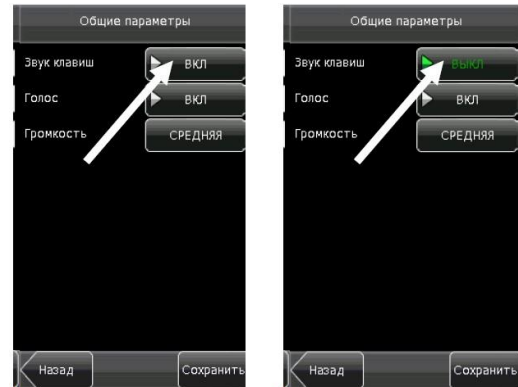 Общие параметры
Звук клавиш ВКЛ
Голос ВКЛ
Громкость СРЕДНЯЯ
Назад Сохранить
Общие параметры
Звук клавиш ВЫКЛ
Голос ВКЛ
Громкость СРЕДНЯЯ
Назад Сохранить